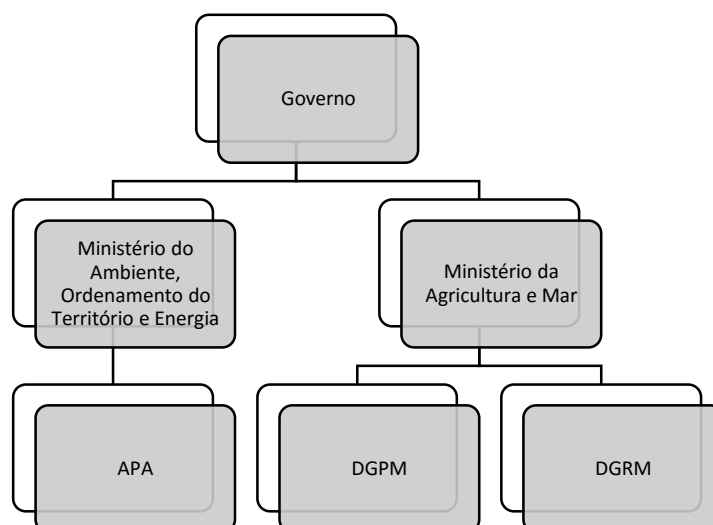 Governo
Ministério do
Ambiente,
Ordenamento do
Território e Energia
Ministério da
Agricultura e Mar
APA
DGPM
DGRM